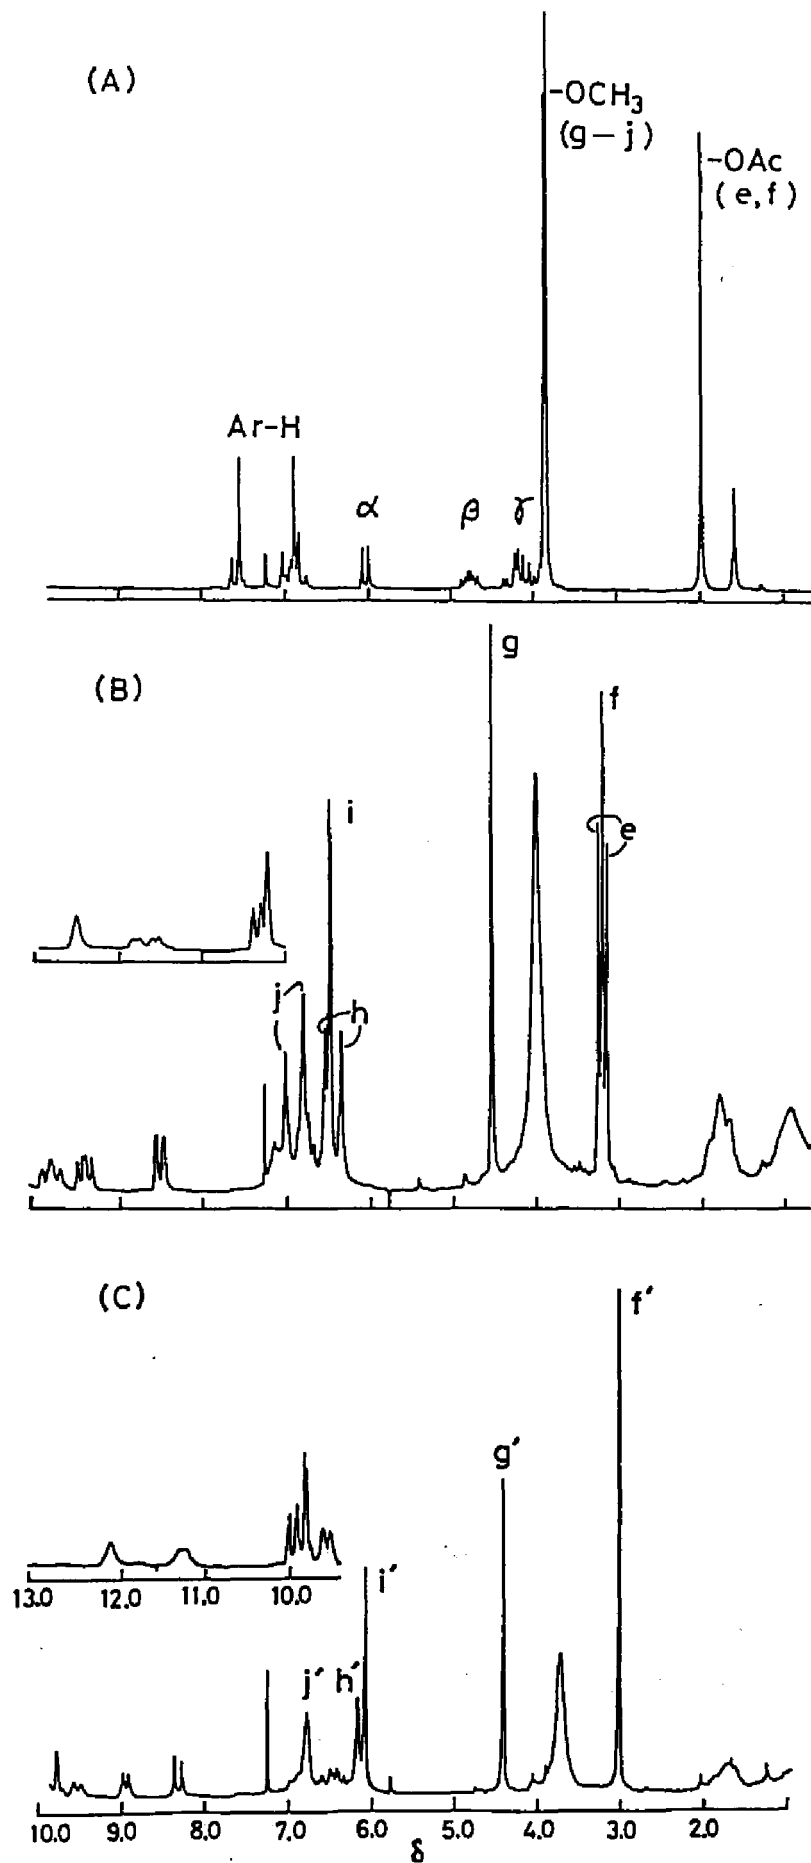 (A)
-OCH₃
(g-j)
-OAc
(e,f)
Ar-H
α
β
γ
(B)
g
f
e
i
j
h
(C)
f′
g′
i′
j′
h′
13.0 12.0 11.0 10.0
10.0 9.0 8.0 7.0 6.0 5.0 4.0 3.0 2.0
δ